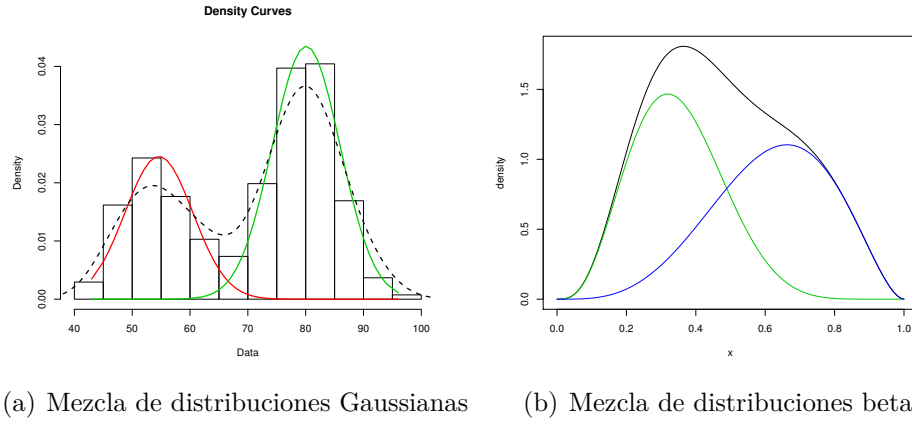 Density Curves
Density
0.00 0.01 0.02 0.03 0.04
40 50 60 70 80 90 100
Data
density
0.0 0.5 1.0 1.5
0.0 0.2 0.4 0.6 0.8 1.0
x
(a) Mezcla de distribuciones Gaussianas
(b) Mezcla de distribuciones beta